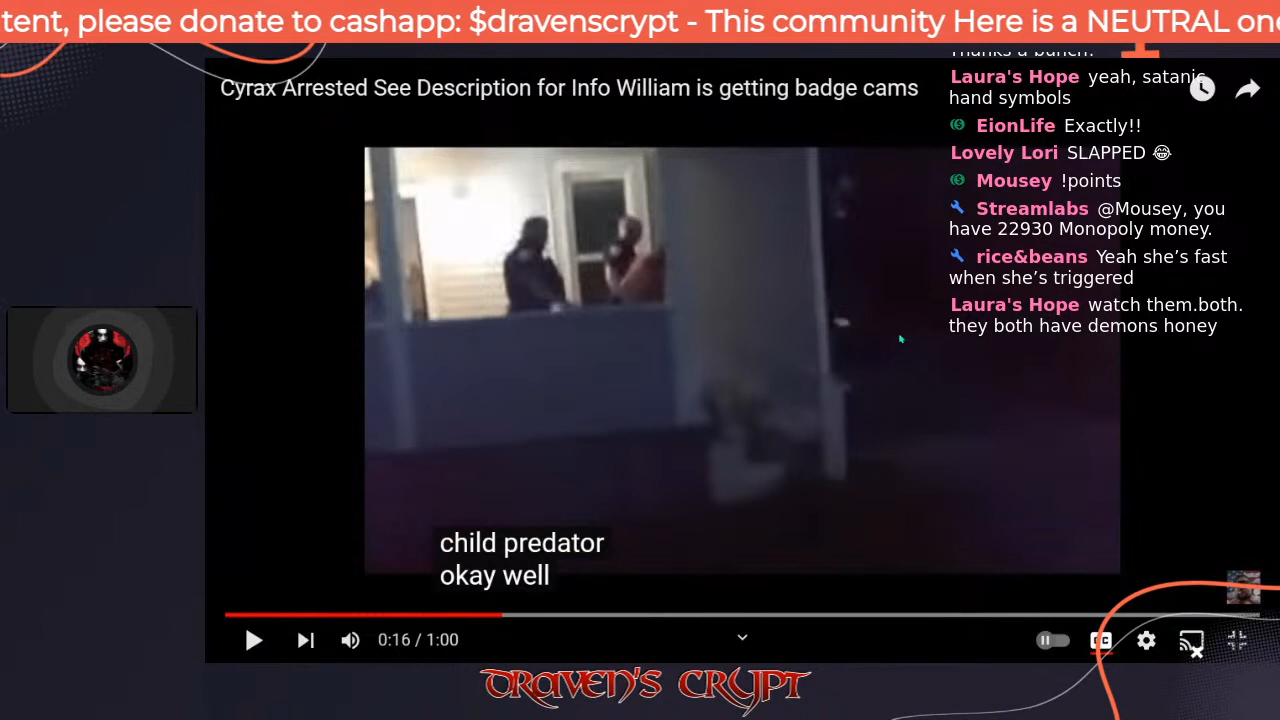 tent, please donate to cashapp: $dravenscrypt - This community Here is a NEUTRAL on
Cyrax Arrested See Description for Info William is getting badge cams
Thanks a bunch!
Laura's Hope yeah, satanic
hand symbols
EionLife Exactly!!
Lovely Lori SLAPPED 😂
Mousey !points
Streamlabs @Mousey, you
have 22930 Monopoly money.
rice&beans Yeah she’s fast
when she’s triggered
Laura's Hope watch them.both.
they both have demons honey
child predator
okay well
0:16 / 1:00
CC
DRAVEN'S CRYPT